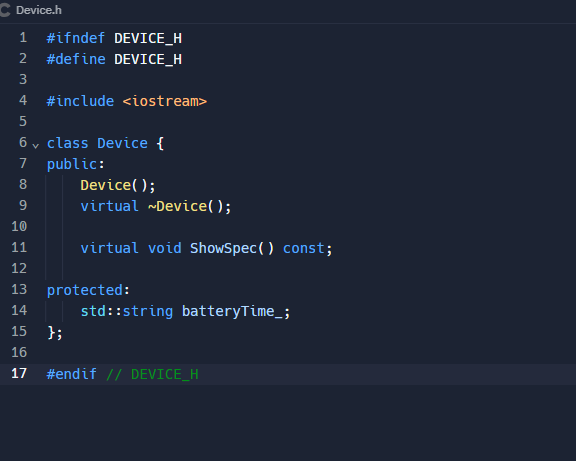 Device.h
1 #ifndef DEVICE_H
2 #define DEVICE_H
3
4 #include <iostream>
5
6 class Device {
7 public:
8     Device();
9     virtual ~Device();
10
11     virtual void ShowSpec() const;
12
13 protected:
14     std::string batteryTime_;
15 };
16
17 #endif // DEVICE_H